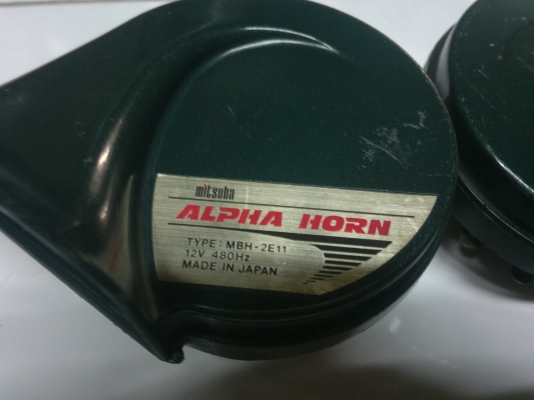 mitsuba
ALPHA HORN
TYPE: MBH-2E11
12V 480Hz
MADE IN JAPAN